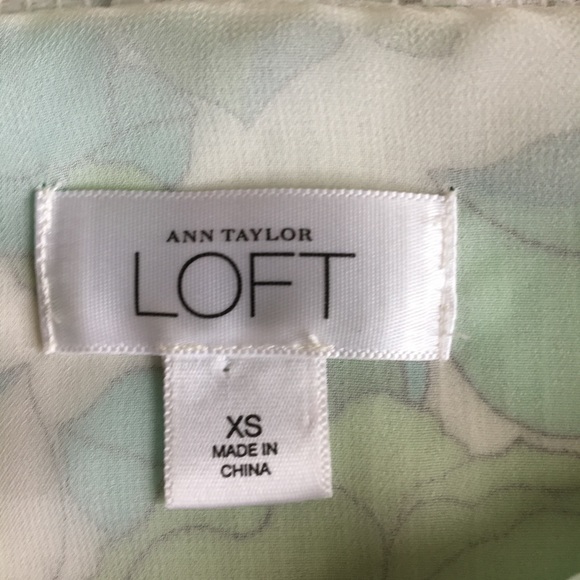 ANN TAYLOR
LOFT
XS
MADE IN
CHINA